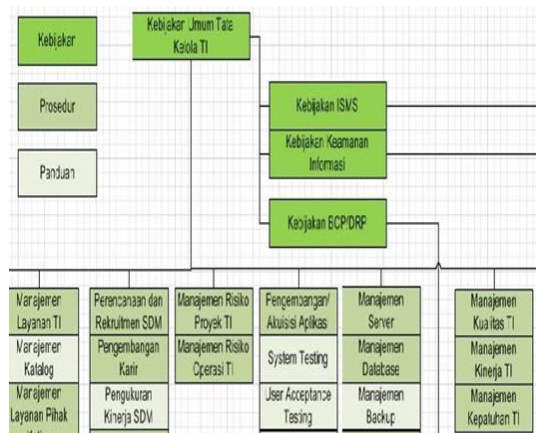 Kebijakar
Prosedur
Panduan
Kebijakar Umum Tata
Kelola TI
Kebijakan ISMS
Kebijakan Keamanan
Informasi
Kebijakan BCP/DRP
Manajemen
Layanan TI
Manajemen
Katalog
Manajemen
Layanan Pihak
Perencanaan dan
Rekruitmen SDM
Pengembangan
Karir
Pengukuran
Kinerja SDM
Manajemen Risiko
Proyek TI
Manajemen Risiko
Operasi TI
Pengembangan/
Akuisisi Aplikasi
System Testing
User Acceptance
Testing
Manajemen
Server
Manajemen
Database
Manajemen
Backup
Manajemen
Kualitas TI
Manajemen
Kinerja TI
Manajemen
Kepatuhan TI